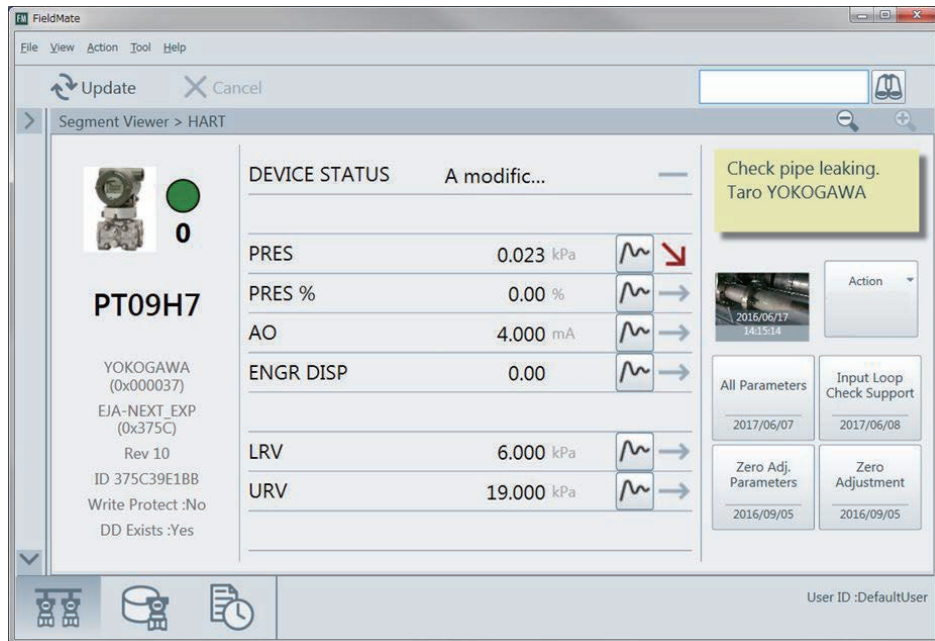 FM FieldMate
File View Action Tool Help
Update Cancel
Segment Viewer > HART
0
PT09H7
YOKOGAWA
(0x000037)
EJA-NEXT_EXP
(0x375C)
Rev 10
ID 375C39E1BB
Write Protect :No
DD Exists :Yes
DEVICE STATUS A modific...
PRES 0.023 kPa
PRES % 0.00 %
AO 4.000 mA
ENGR DISP 0.00
LRV 6.000 kPa
URV 19.000 kPa
Check pipe leaking.
Taro YOKOGAWA
2016/06/17
14:15:14
Action
All Parameters
2017/06/07
Input Loop
Check Support
2017/06/08
Zero Adj.
Parameters
2016/09/05
Zero
Adjustment
2016/09/05
User ID :DefaultUser